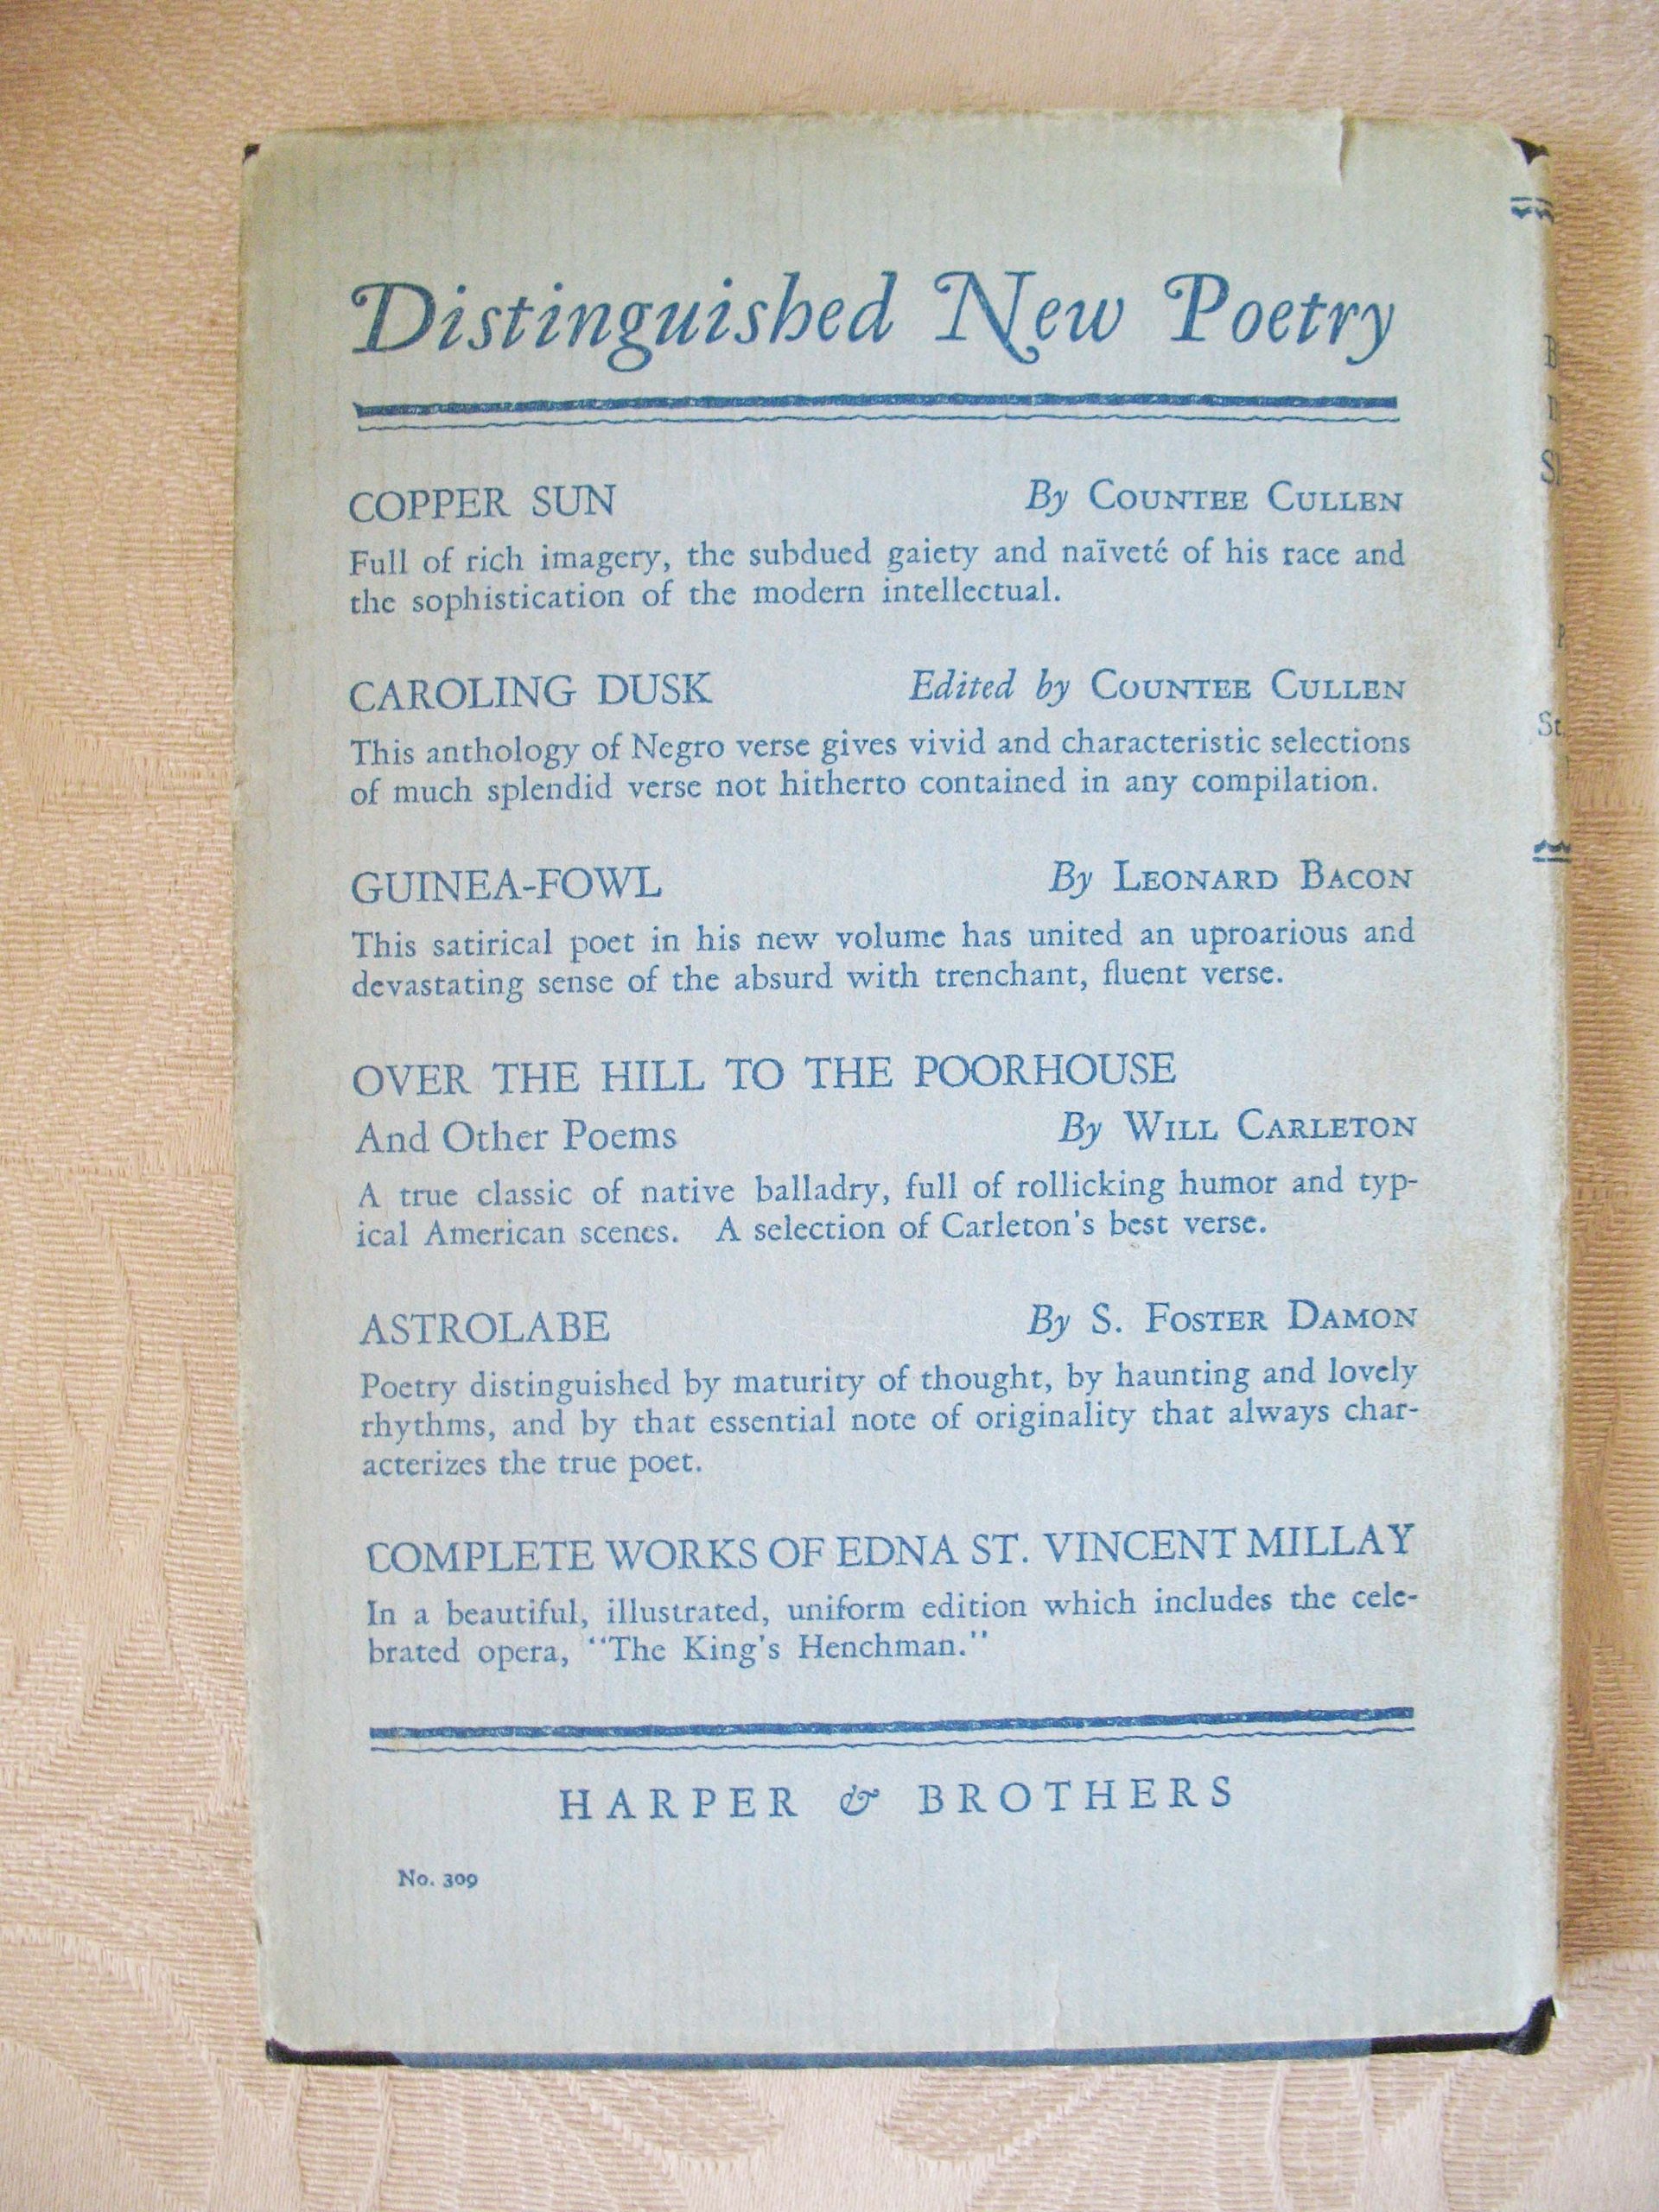 Distinguished New Poetry
COPPER SUN By COUNTEE CULLEN
Full of rich imagery, the subdued gaiety and naïveté of his race and
the sophistication of the modern intellectual.
CAROLING DUSK Edited by COUNTEE CULLEN
This anthology of Negro verse gives vivid and characteristic selections
of much splendid verse not hitherto contained in any compilation.
GUINEA-FOWL By LEONARD BACON
This satirical poet in his new volume has united an uproarious and
devastating sense of the absurd with trenchant, fluent verse.
OVER THE HILL TO THE POORHOUSE
And Other Poems By WILL CARLETON
A true classic of native balladry, full of rollicking humor and typ-
ical American scenes. A selection of Carleton's best verse.
ASTROLABE By S. FOSTER DAMON
Poetry distinguished by maturity of thought, by haunting and lovely
rhythms, and by that essential note of originality that always char-
acterizes the true poet.
COMPLETE WORKS OF EDNA ST. VINCENT MILLAY
In a beautiful, illustrated, uniform edition which includes the cele-
brated opera, "The King's Henchman."
HARPER & BROTHERS
No. 309